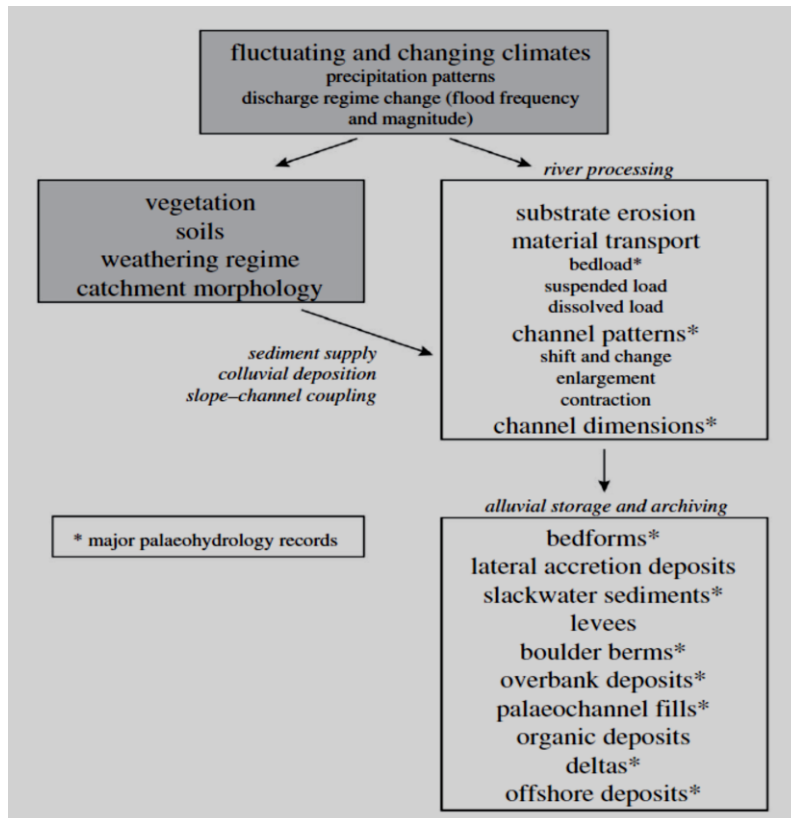 fluctuating and changing climates
precipitation patterns
discharge regime change (flood frequency
and magnitude)
vegetation
soils
weathering regime
catchment morphology
river processing
substrate erosion
material transport
bedload*
suspended load
dissolved load
channel patterns*
shift and change
enlargement
contraction
channel dimensions*
sediment supply
colluvial deposition
slope–channel coupling
alluvial storage and archiving
bedforms*
lateral accretion deposits
slackwater sediments*
levees
boulder berms*
overbank deposits*
palaeochannel fills*
organic deposits
deltas*
offshore deposits*
* major palaeohydrology records